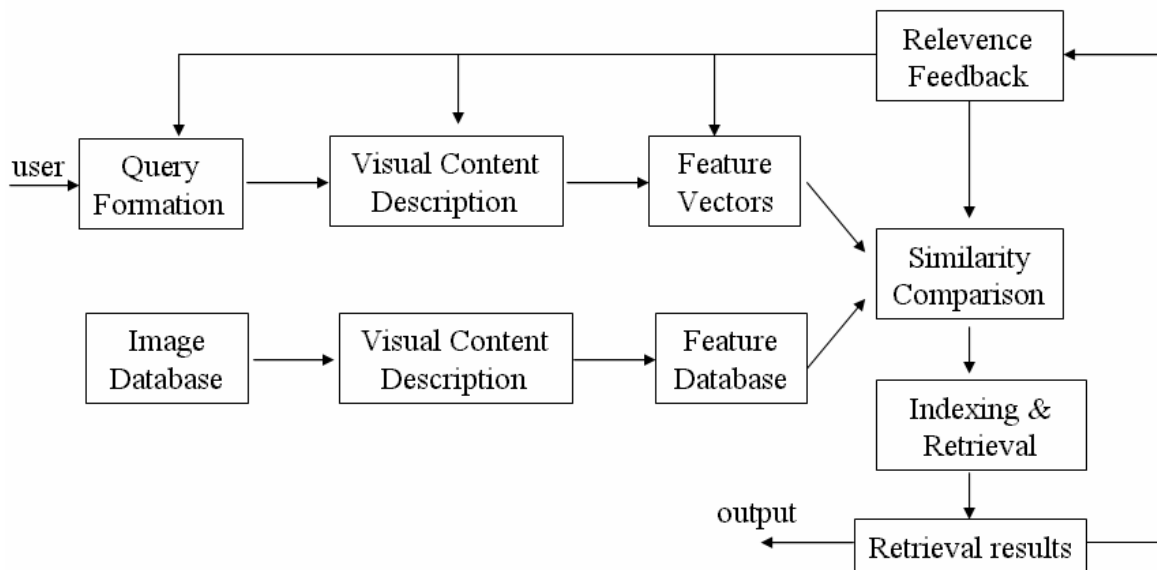 Relevence
Feedback
user
Query
Formation
Visual Content
Description
Feature
Vectors
Similarity
Comparison
Image
Database
Visual Content
Description
Feature
Database
Indexing &
Retrieval
output
Retrieval results